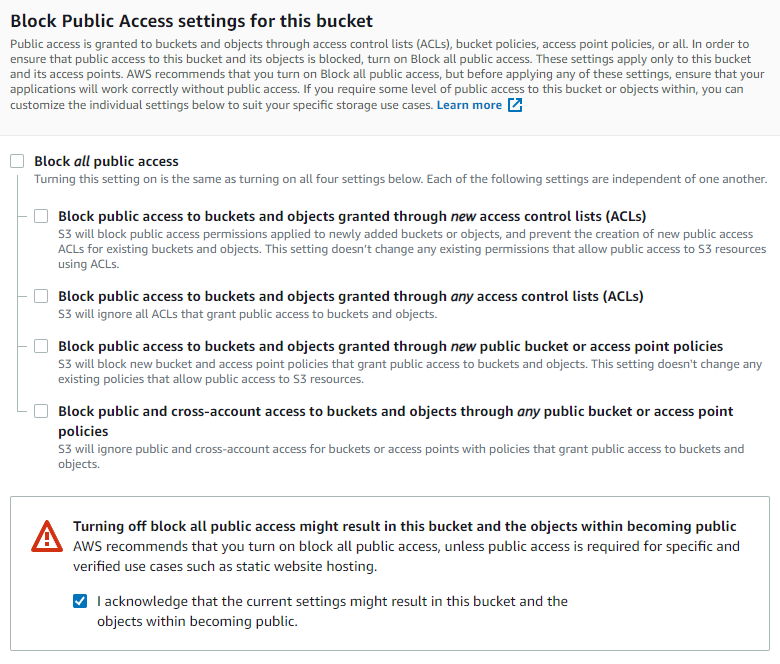 Block Public Access settings for this bucket
Public access is granted to buckets and objects through access control lists (ACLs), bucket policies, access point policies, or all. In order to
ensure that public access to this bucket and its objects is blocked, turn on Block all public access. These settings apply only to this bucket
and its access points. AWS recommends that you turn on Block all public access, but before applying any of these settings, ensure that your
applications will work correctly without public access. If you require some level of public access to this bucket or objects within, you can
customize the individual settings below to suit your specific storage use cases. Learn more
Block all public access
Turning this setting on is the same as turning on all four settings below. Each of the following settings are independent of one another.
Block public access to buckets and objects granted through new access control lists (ACLs)
S3 will block public access permissions applied to newly added buckets or objects, and prevent the creation of new public access
ACLs for existing buckets and objects. This setting doesn't change any existing permissions that allow public access to S3 resources
using ACLs.
Block public access to buckets and objects granted through any access control lists (ACLs)
S3 will ignore all ACLs that grant public access to buckets and objects.
Block public access to buckets and objects granted through new public bucket or access point policies
S3 will block new bucket and access point policies that grant public access to buckets and objects. This setting doesn't change any
existing policies that allow public access to S3 resources.
Block public and cross-account access to buckets and objects through any public bucket or access point
policies
S3 will ignore public and cross-account access for buckets or access points with policies that grant public access to buckets and
objects.
Turning off block all public access might result in this bucket and the objects within becoming public
AWS recommends that you turn on block all public access, unless public access is required for specific and
verified use cases such as static website hosting.
I acknowledge that the current settings might result in this bucket and the
objects within becoming public.